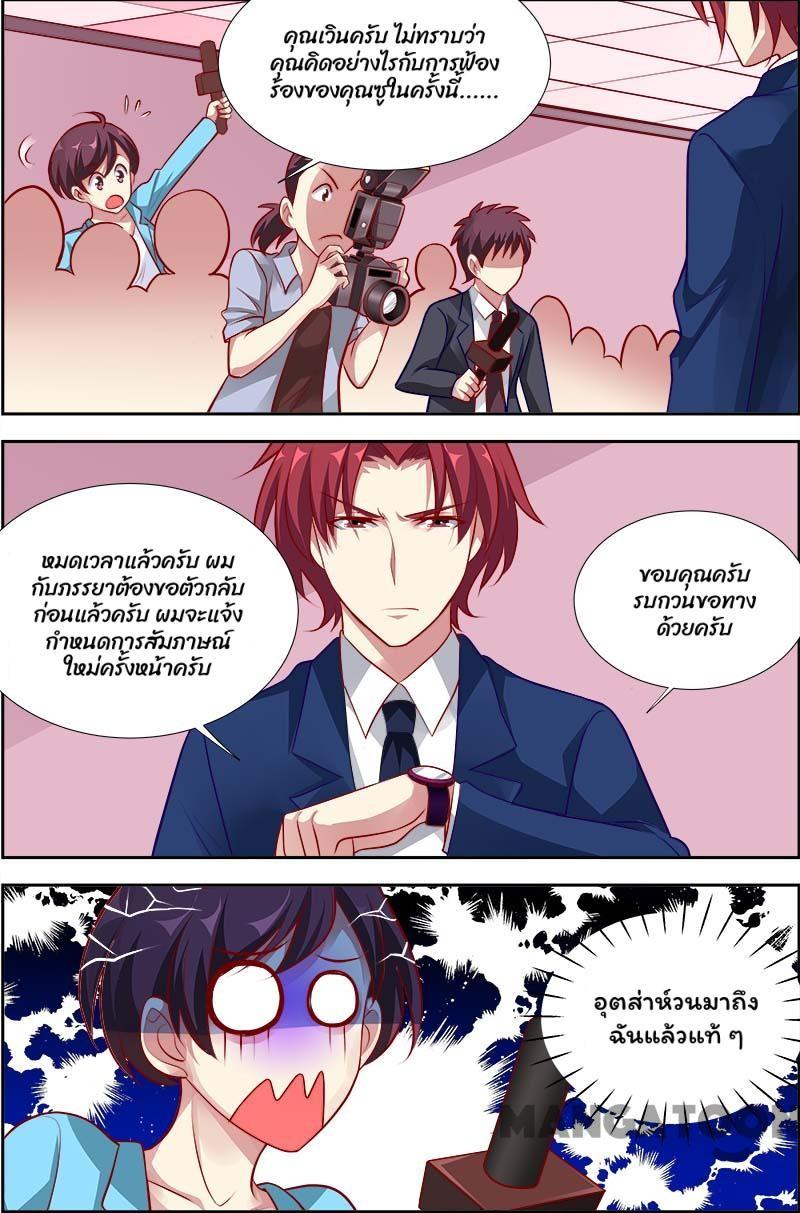 คุณเวินครับ ไม่ทราบว่า
คุณคิดอย่างไรกับการฟ้อง
ร้องของคุณซูในครั้งนี้......
หมดเวลาแล้วครับ ผม
กับภรรยาต้องขอตัวกลับ
ก่อนแล้วครับ ผมจะแจ้ง
กำหนดการสัมภาษณ์
ใหม่ครั้งหน้าครับ
ขอบคุณครับ
รบกวนขอทาง
ด้วยครับ
อุตส่าห์วนมาถึง
ฉันแล้วแท้ ๆ
MANGATOON